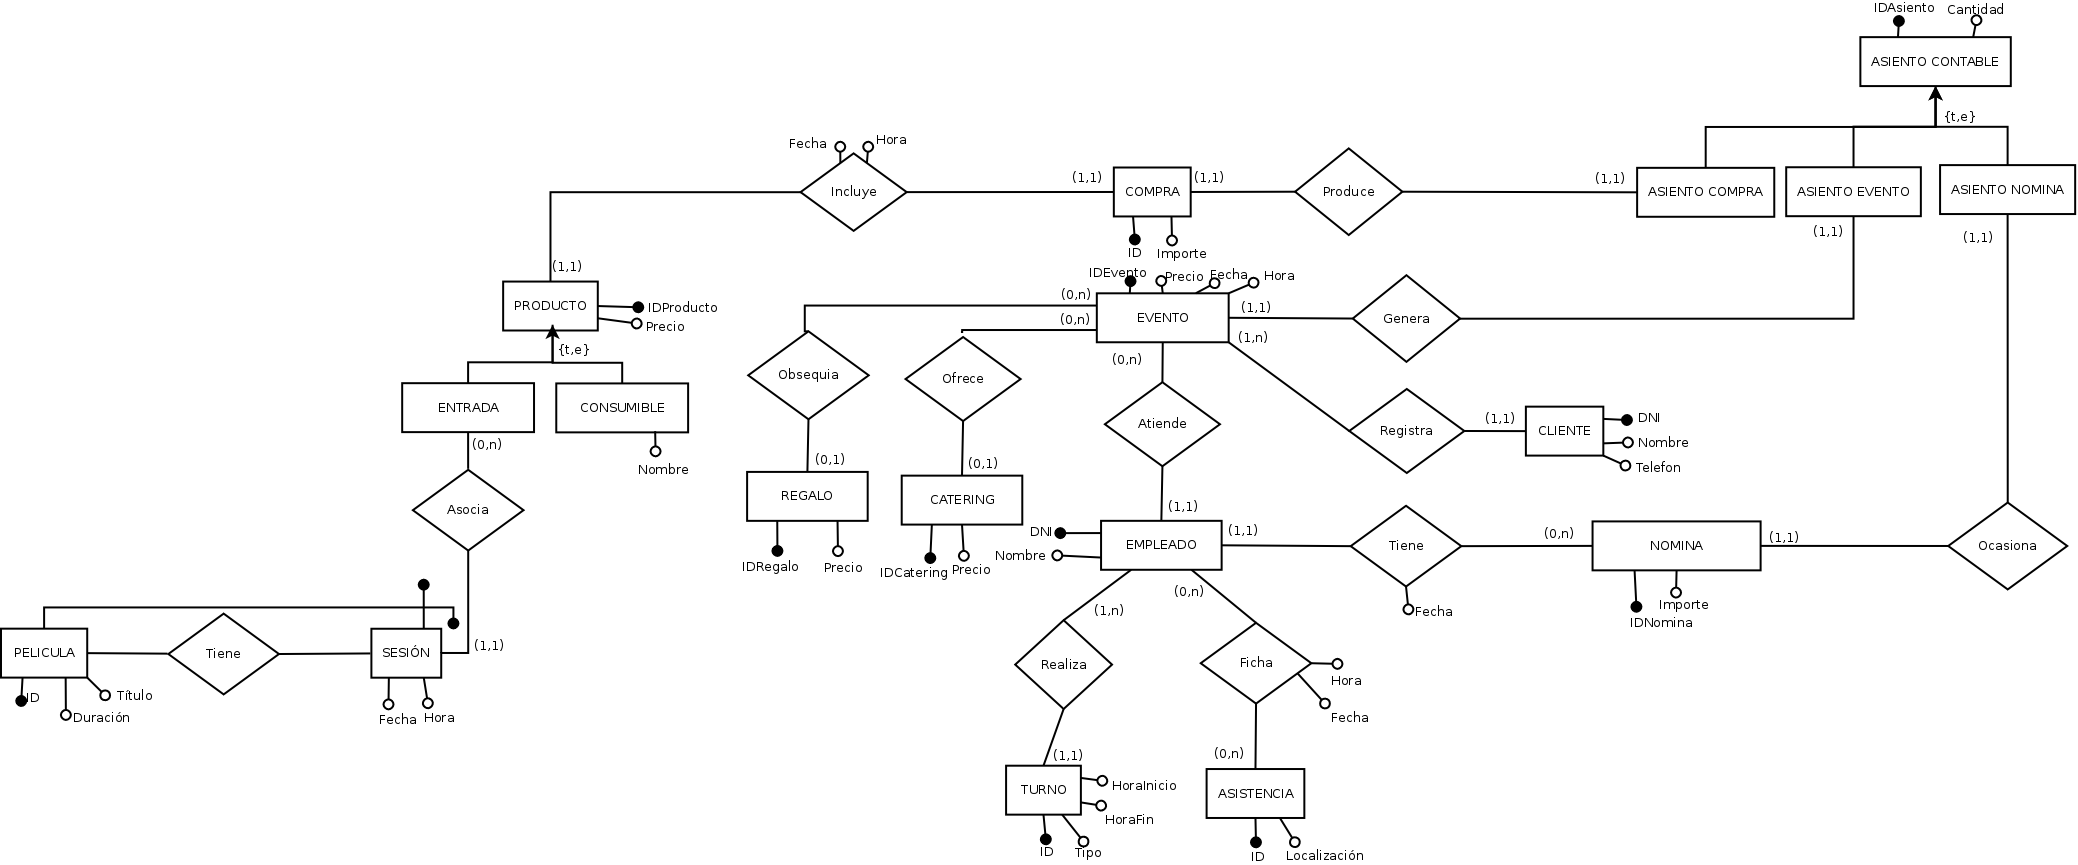 IDAsiento
Cantidad
ASIENTO CONTABLE
{t,e}
Fecha
Hora
Incluye
(1,1)
COMPRA
(1,1)
Produce
(1,1)
ASIENTO COMPRA
ASIENTO EVENTO
ASIENTO NOMINA
ID
Importe
(1,1)
(1,1)
(1,1)
PRODUCTO
IDProducto
Precio
{t,e}
IDEvento
Precio
Fecha
Hora
(0,n)
(0,n)
EVENTO
(1,1)
Genera
(1,n)
(0,n)
Obsequia
Ofrece
ENTRADA
CONSUMIBLE
(0,n)
Nombre
Atiende
Registra
(1,1)
CLIENTE
DNI
Nombre
Telefon
(0,1)
(0,1)
REGALO
CATERING
IDRegalo
Precio
IDCatering
Precio
Asocia
(1,1)
DNI
Nombre
EMPLEADO
(1,1)
Tiene
Fecha
(0,n)
NOMINA
(1,1)
Ocasiona
IDNomina
Importe
(1,n)
(0,n)
PELICULA
Tiene
SESIÓN
(1,1)
ID
Duración
Título
Fecha
Hora
Realiza
Ficha
Hora
Fecha
(1,1)
(0,n)
TURNO
HoraInicio
HoraFin
ID
Tipo
ASISTENCIA
ID
Localización